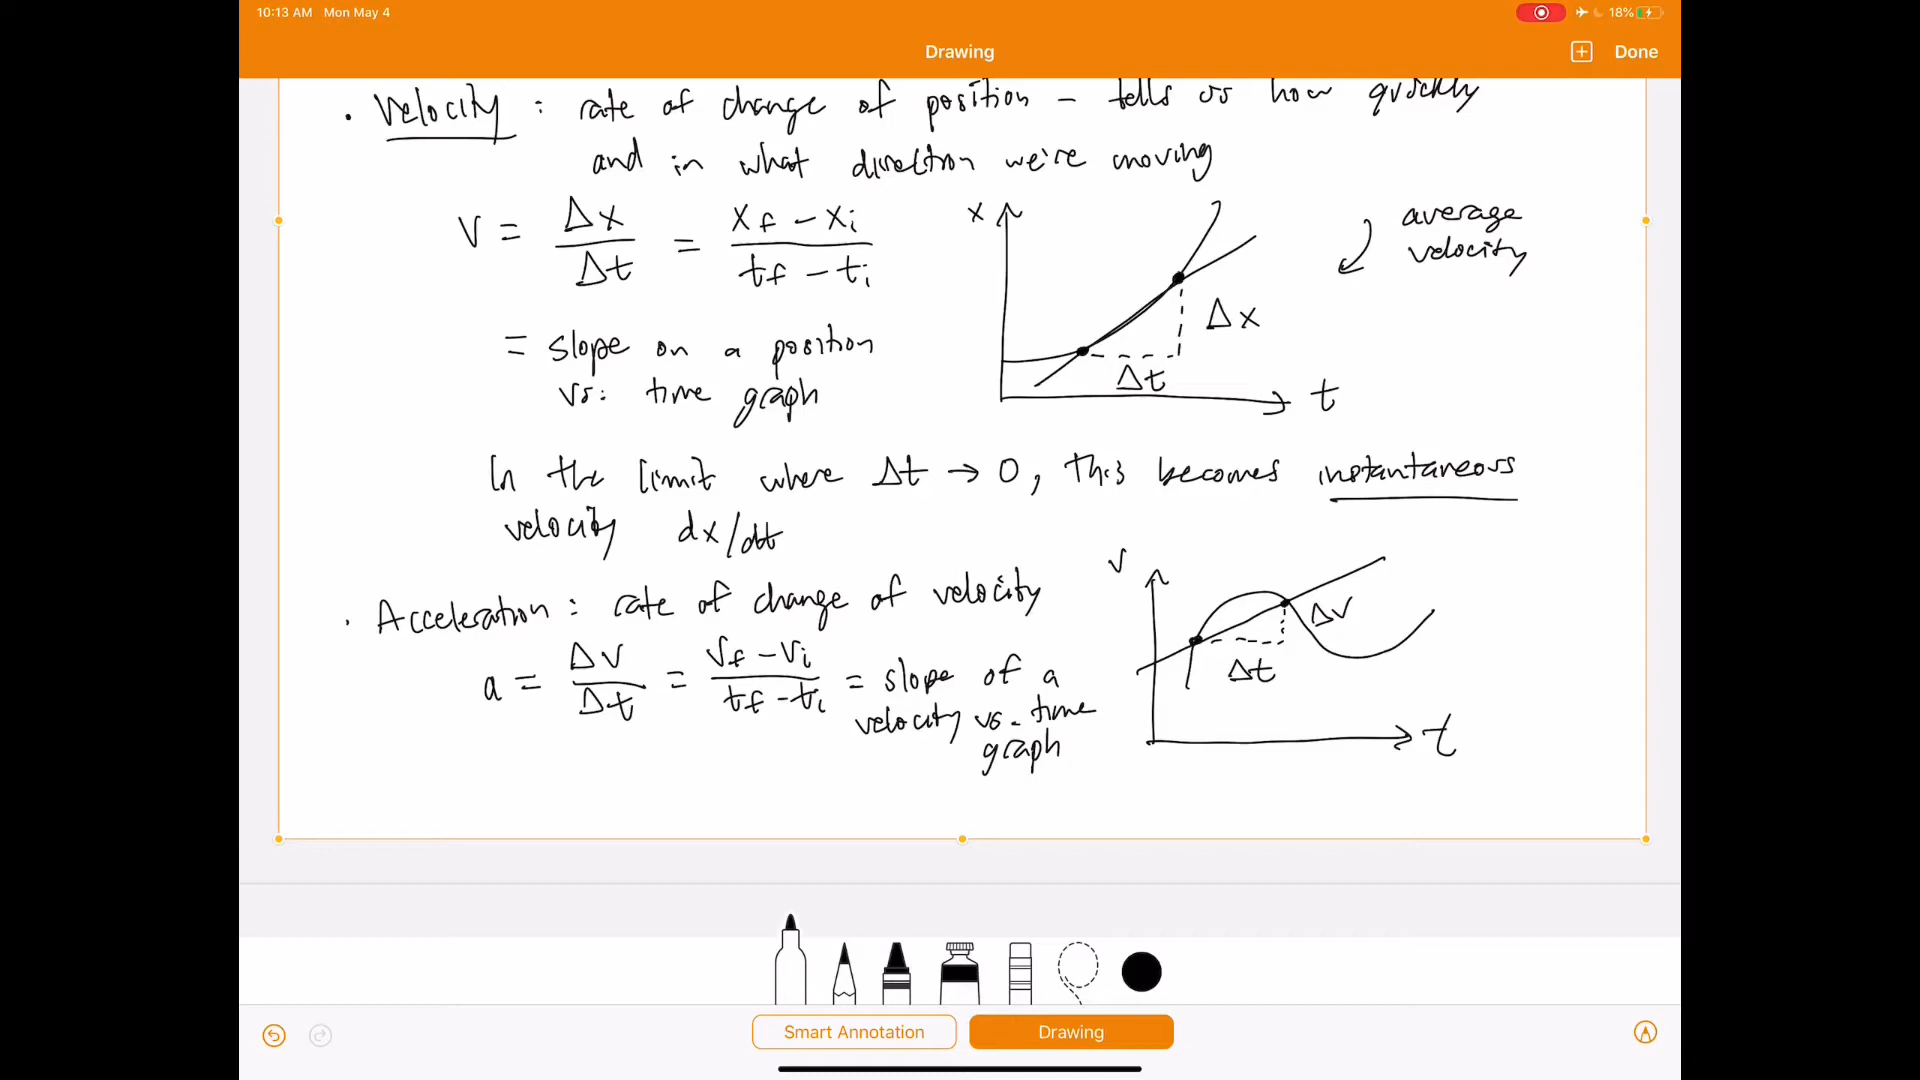 10:13 AM Mon May 4
18%
Drawing
Done
· Velocity : rate of change of position – tells us how quickly
and in what direction we're moving
V = Δx / Δt = xf – xi / tf – ti
x
average
velocity
Δx
Δt
t
= slope on a position
vs. time graph
In the limit where Δt → 0, this becomes instantaneous
velocity dx/dt
· Acceleration : rate of change of velocity
a = Δv / Δt = vf – vi / tf – ti = slope of a
velocity vs. time
graph
v
Δv
Δt
t
Smart Annotation
Drawing